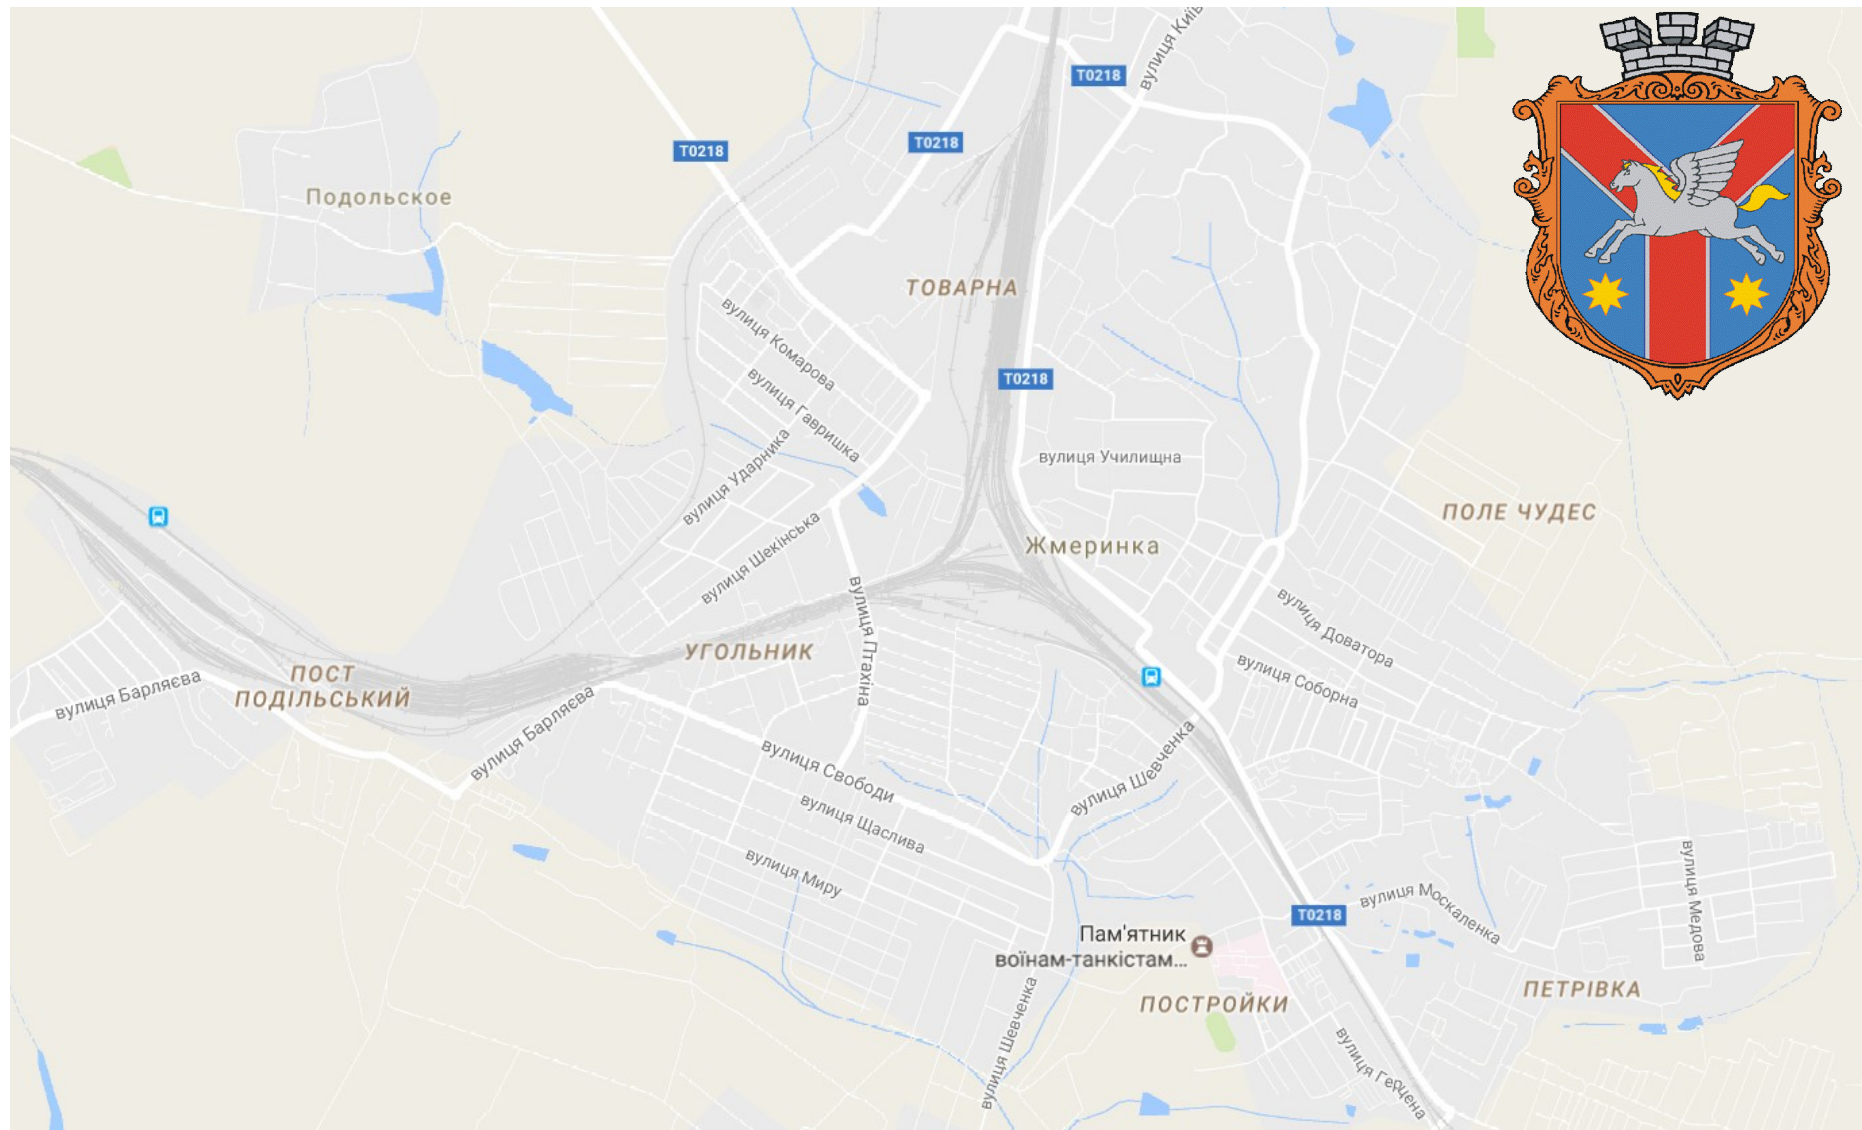 вулиця Київ
T0218
T0218
T0218
Подольское
ТОВАРНА
вулиця Комарова
T0218
вулиця Гавришка
вулиця Ударника
вулиця Училищна
ПОЛЕ ЧУДЕС
вулиця Шекінська
Жмеринка
вулиця Птахіна
вулиця Доватора
УГОЛЬНИК
вулиця Соборна
ПОСТ
ПОДІЛЬСЬКИЙ
вулиця Барляєва
вулиця Барляєва
вулиця Свободи
вулиця Шевченка
вулиця Щаслива
вулиця Миру
вулиця Медова
T0218
вулиця Москаленка
Пам'ятник
воїнам-танкістам...
ПОСТРОЙКИ
ПЕТРІВКА
вулиця Шевченка
вулиця Герцена